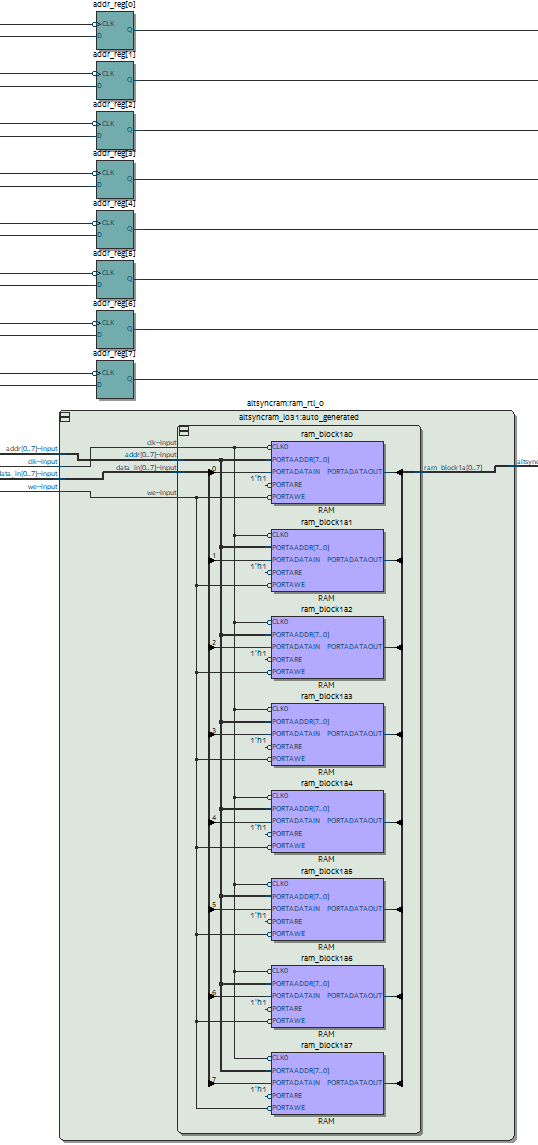 addr_reg[0]
CLK
D
Q
addr_reg[1]
CLK
D
Q
addr_reg[2]
CLK
D
Q
addr_reg[3]
CLK
D
Q
addr_reg[4]
CLK
D
Q
addr_reg[5]
CLK
D
Q
addr_reg[6]
CLK
D
Q
addr_reg[7]
CLK
D
Q
altsyncram:ram_rtl_0
altsyncram_lo31:auto_generated
addr[0..7]~input
clk~input
data_in[0..7]~input
we~input
clk~input
addr[0..7]~input
data_in[0..7]~input
we~input
ram_block1a[0..7]
altsync
ram_block1a0
CLK0
PORTAADDR[7..0]
0 PORTADATAIN PORTADATAOUT
1'h1 PORTARE
PORTAWE
RAM
ram_block1a1
CLK0
PORTAADDR[7..0]
1 PORTADATAIN PORTADATAOUT
1'h1 PORTARE
PORTAWE
RAM
ram_block1a2
CLK0
PORTAADDR[7..0]
2 PORTADATAIN PORTADATAOUT
1'h1 PORTARE
PORTAWE
RAM
ram_block1a3
CLK0
PORTAADDR[7..0]
3 PORTADATAIN PORTADATAOUT
1'h1 PORTARE
PORTAWE
RAM
ram_block1a4
CLK0
PORTAADDR[7..0]
4 PORTADATAIN PORTADATAOUT
1'h1 PORTARE
PORTAWE
RAM
ram_block1a5
CLK0
PORTAADDR[7..0]
5 PORTADATAIN PORTADATAOUT
1'h1 PORTARE
PORTAWE
RAM
ram_block1a6
CLK0
PORTAADDR[7..0]
6 PORTADATAIN PORTADATAOUT
1'h1 PORTARE
PORTAWE
RAM
ram_block1a7
CLK0
PORTAADDR[7..0]
7 PORTADATAIN PORTADATAOUT
1'h1 PORTARE
PORTAWE
RAM